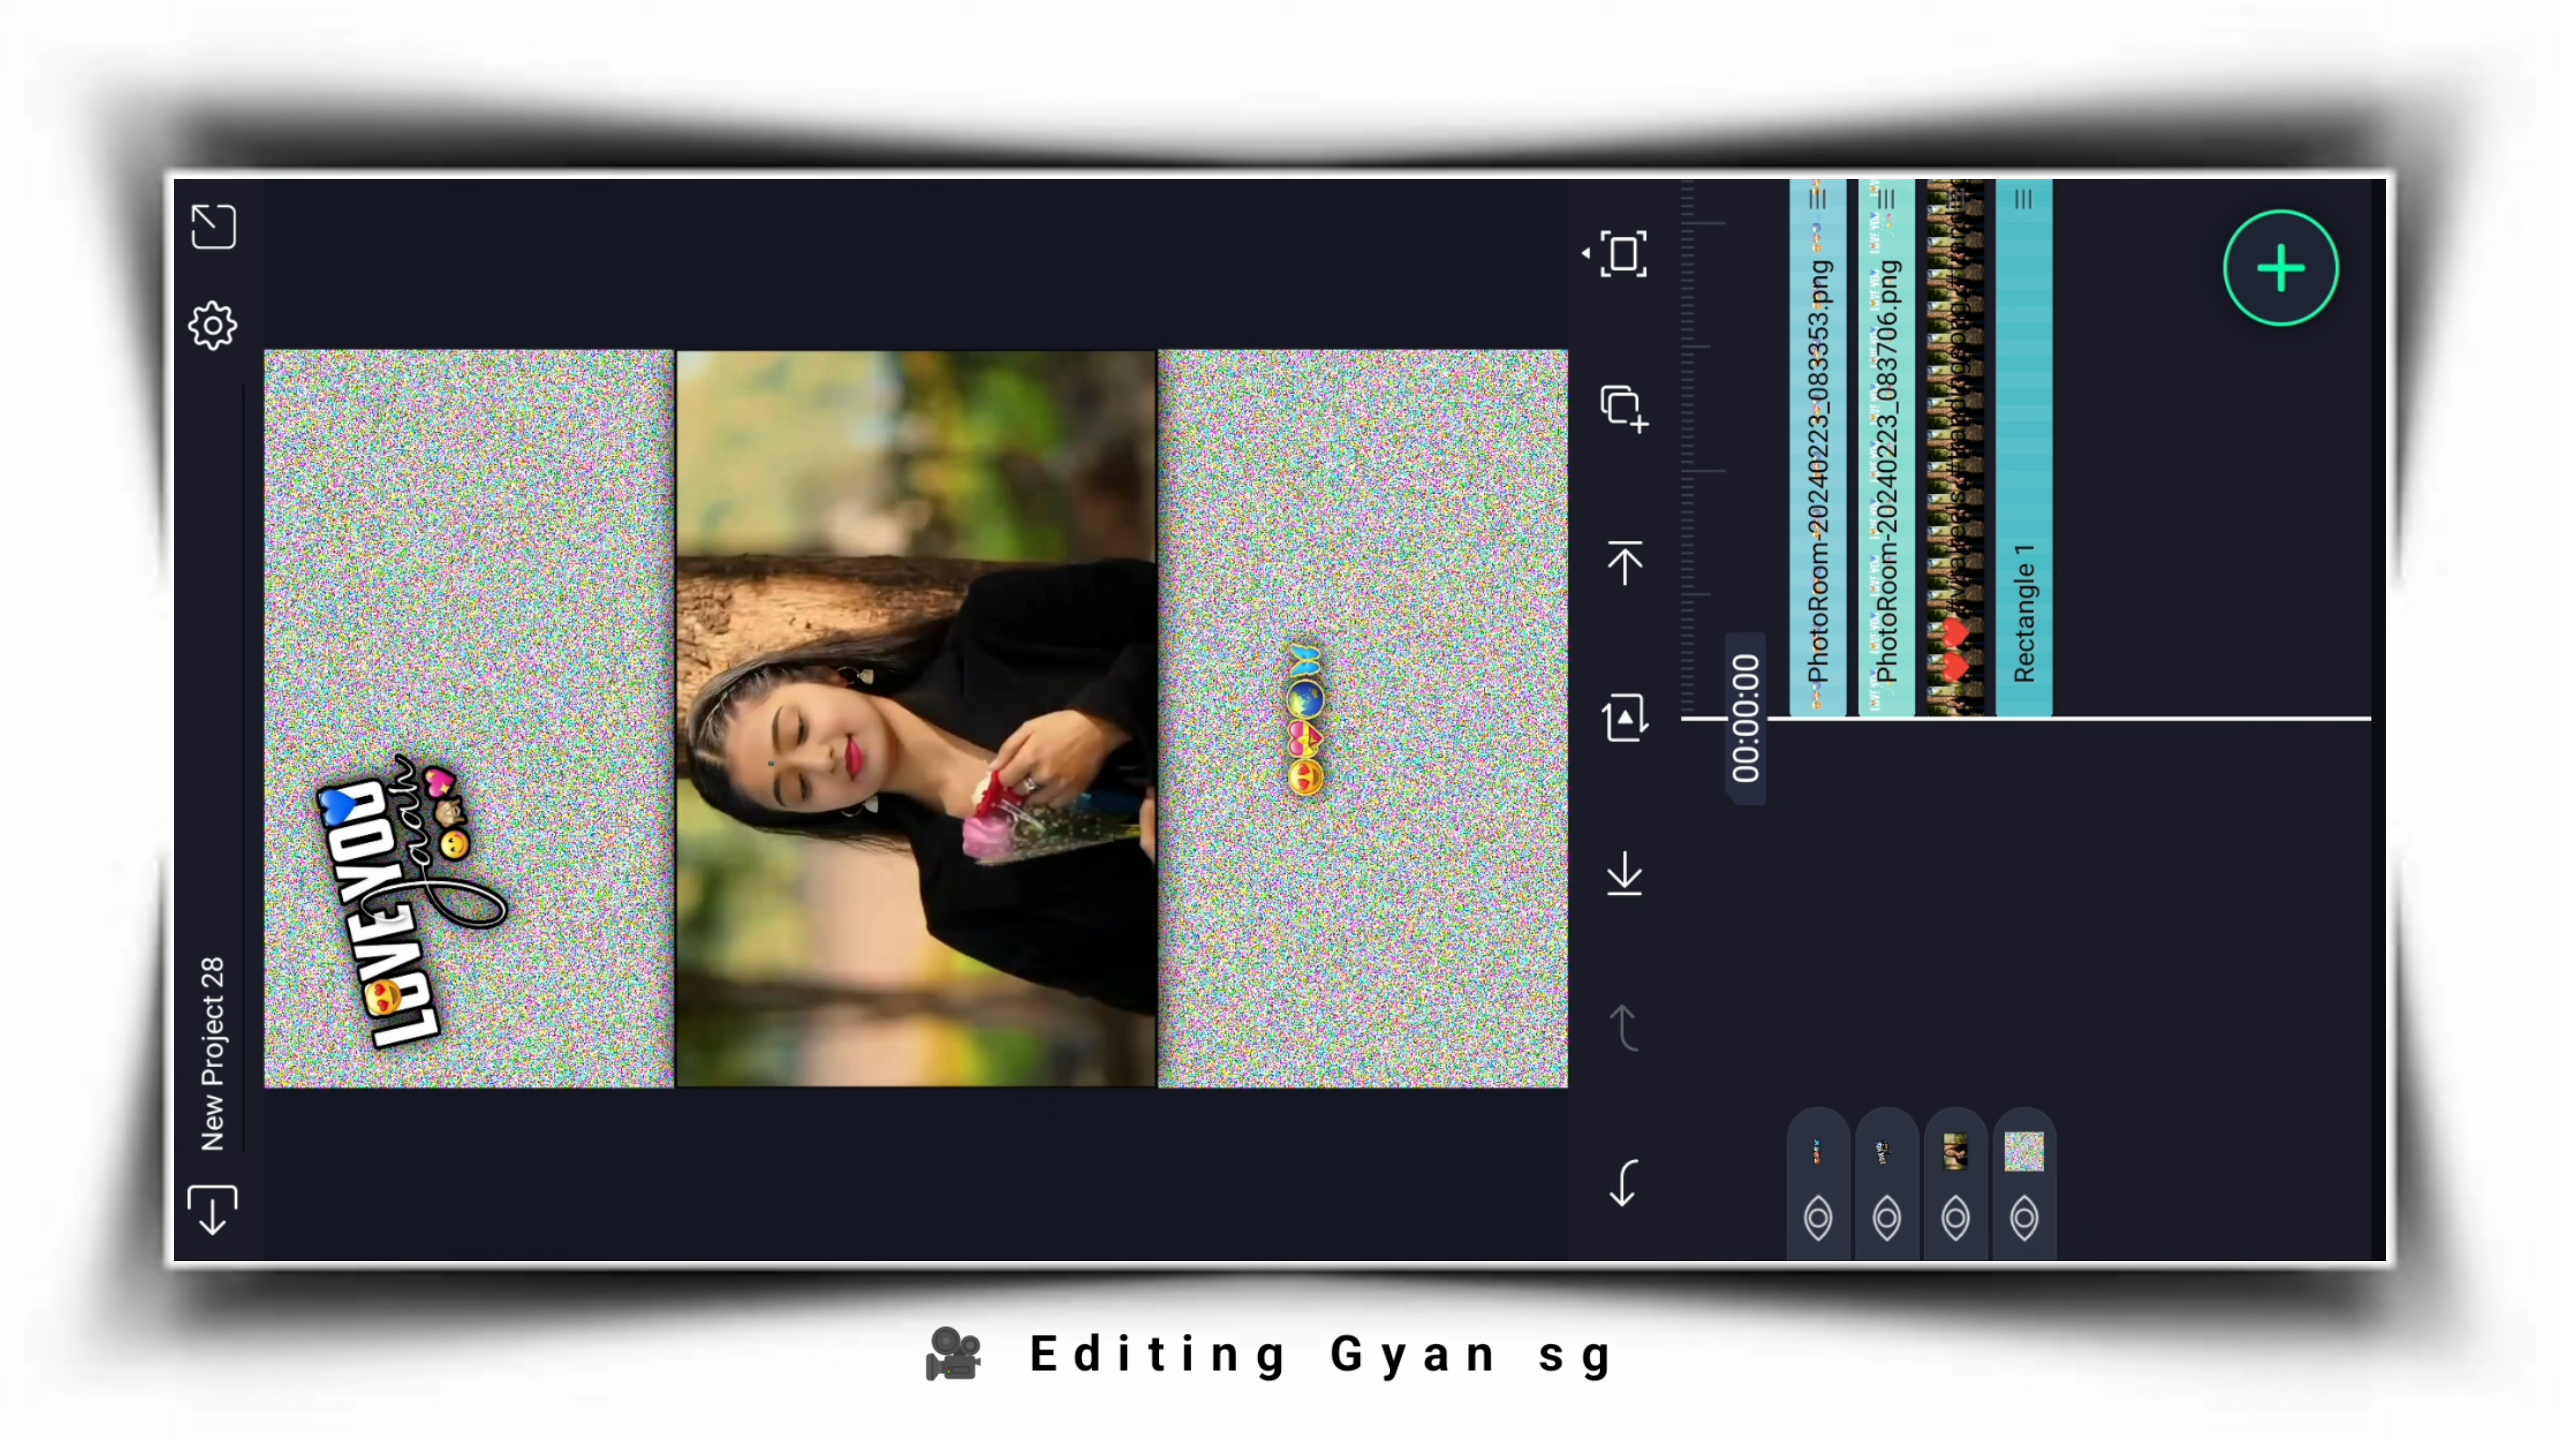 New Project 28
LOVE YOU
Jaan
00:00:00
PhotoRoom-20240223_083353.png
PhotoRoom-20240223_083706.png
Rectangle 1
Editing Gyan sg